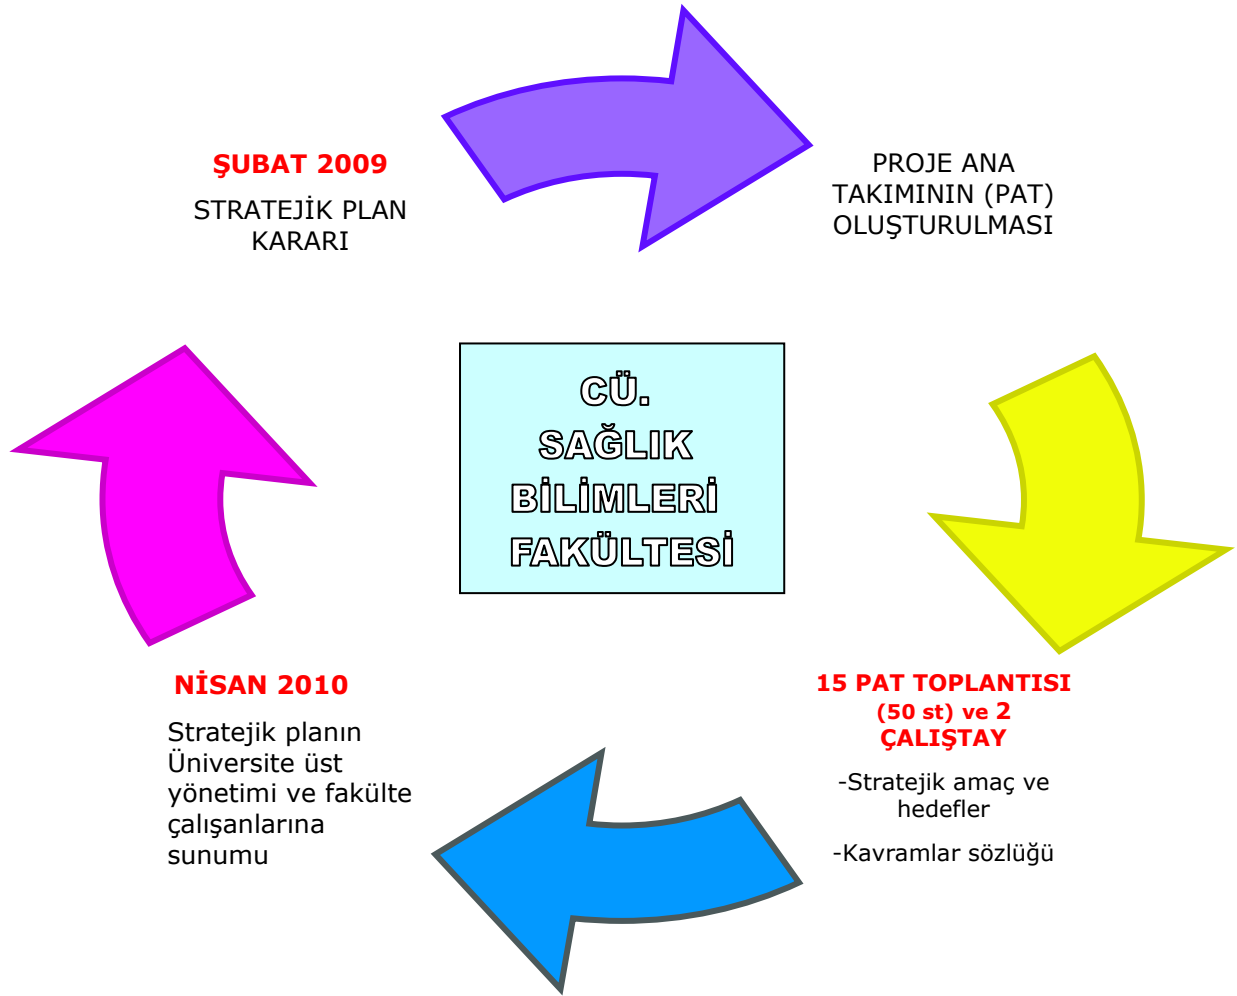 ŞUBAT 2009
STRATEJİK PLAN
KARARI
PROJE ANA
TAKIMININ (PAT)
OLUŞTURULMASI
CÜ.
SAĞLIK
BİLİMLERİ
FAKÜLTESİ
15 PAT TOPLANTISI
(50 st) ve 2
ÇALIŞTAY
-Stratejik amaç ve
hedefler
-Kavramlar sözlüğü
NİSAN 2010
Stratejik planın
Üniversite üst
yönetimi ve fakülte
çalışanlarına
sunumu